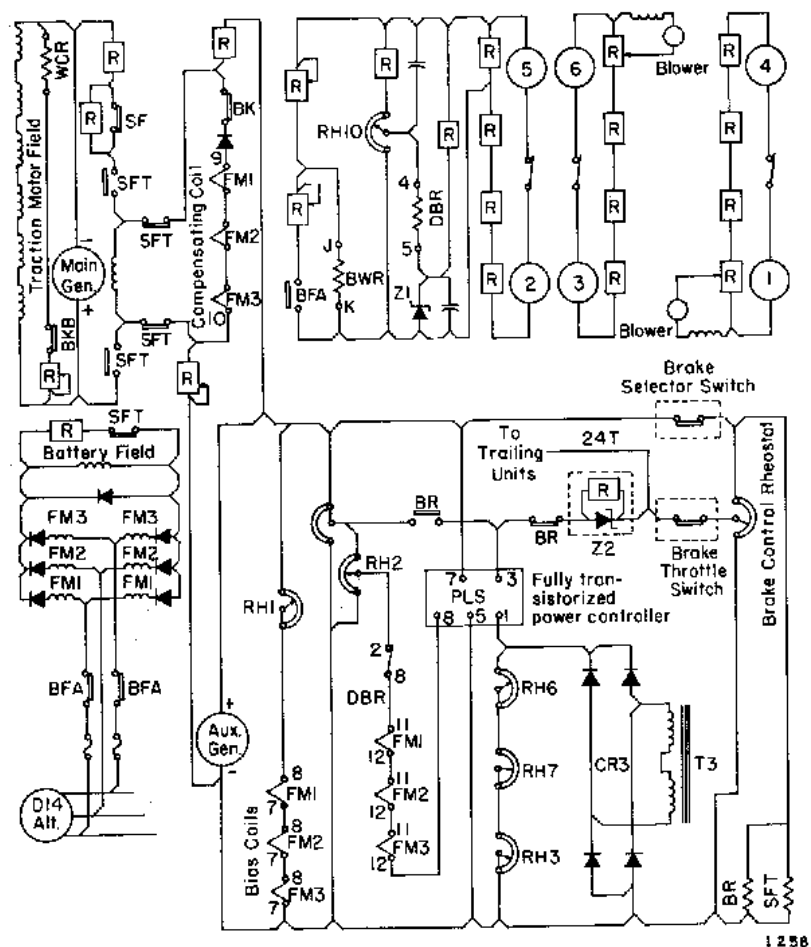 Traction Motor Field
WCR
R
R
SF
SFT
SFT
Main
Gen.
-
+
BKB
R
SFT
SFT
R
Compensating Coil
BK
9
FM1
FM2
FM3
10
R
R
R
BFA
J
BWR
K
R
RH10
R
4
DBR
5
Z1
R
R
R
R
5
2
6
3
R
R
R
R
Blower
R
R
R
R
4
1
Blower
R
SFT
Battery Field
FM3
FM3
FM2
FM2
FM1
FM1
BFA
BFA
D14
Alt.
+
Aux.
Gen.
-
RH1
Bias Coils
8
7
FM1
8
7
FM2
8
7
FM3
RH2
2
8
DBR
11
12
FM1
11
12
FM2
11
12
FM3
BR
To
Trailing
Units
24T
R
Z2
BR
Brake
Selector Switch
Brake
Throttle
Switch
Brake Control Rheostat
7
3
PLS
8
5
1
Fully tran-
sistorized
power controller
RH6
RH7
RH3
CR3
T3
BR
SFT
1258